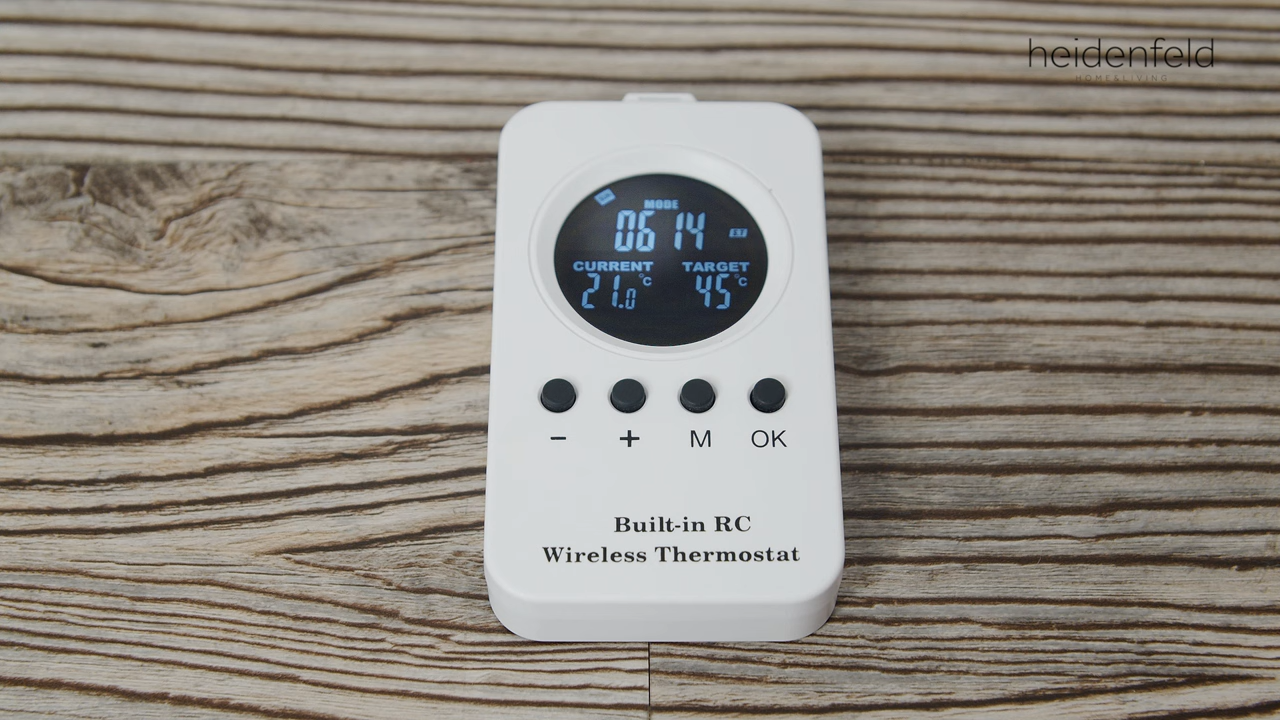 heidenfeld
HOME&LIVING
MODE
06 14
CURRENT TARGET
21.0 °C 45 °C
- + M OK
Built-in RC
Wireless Thermostat